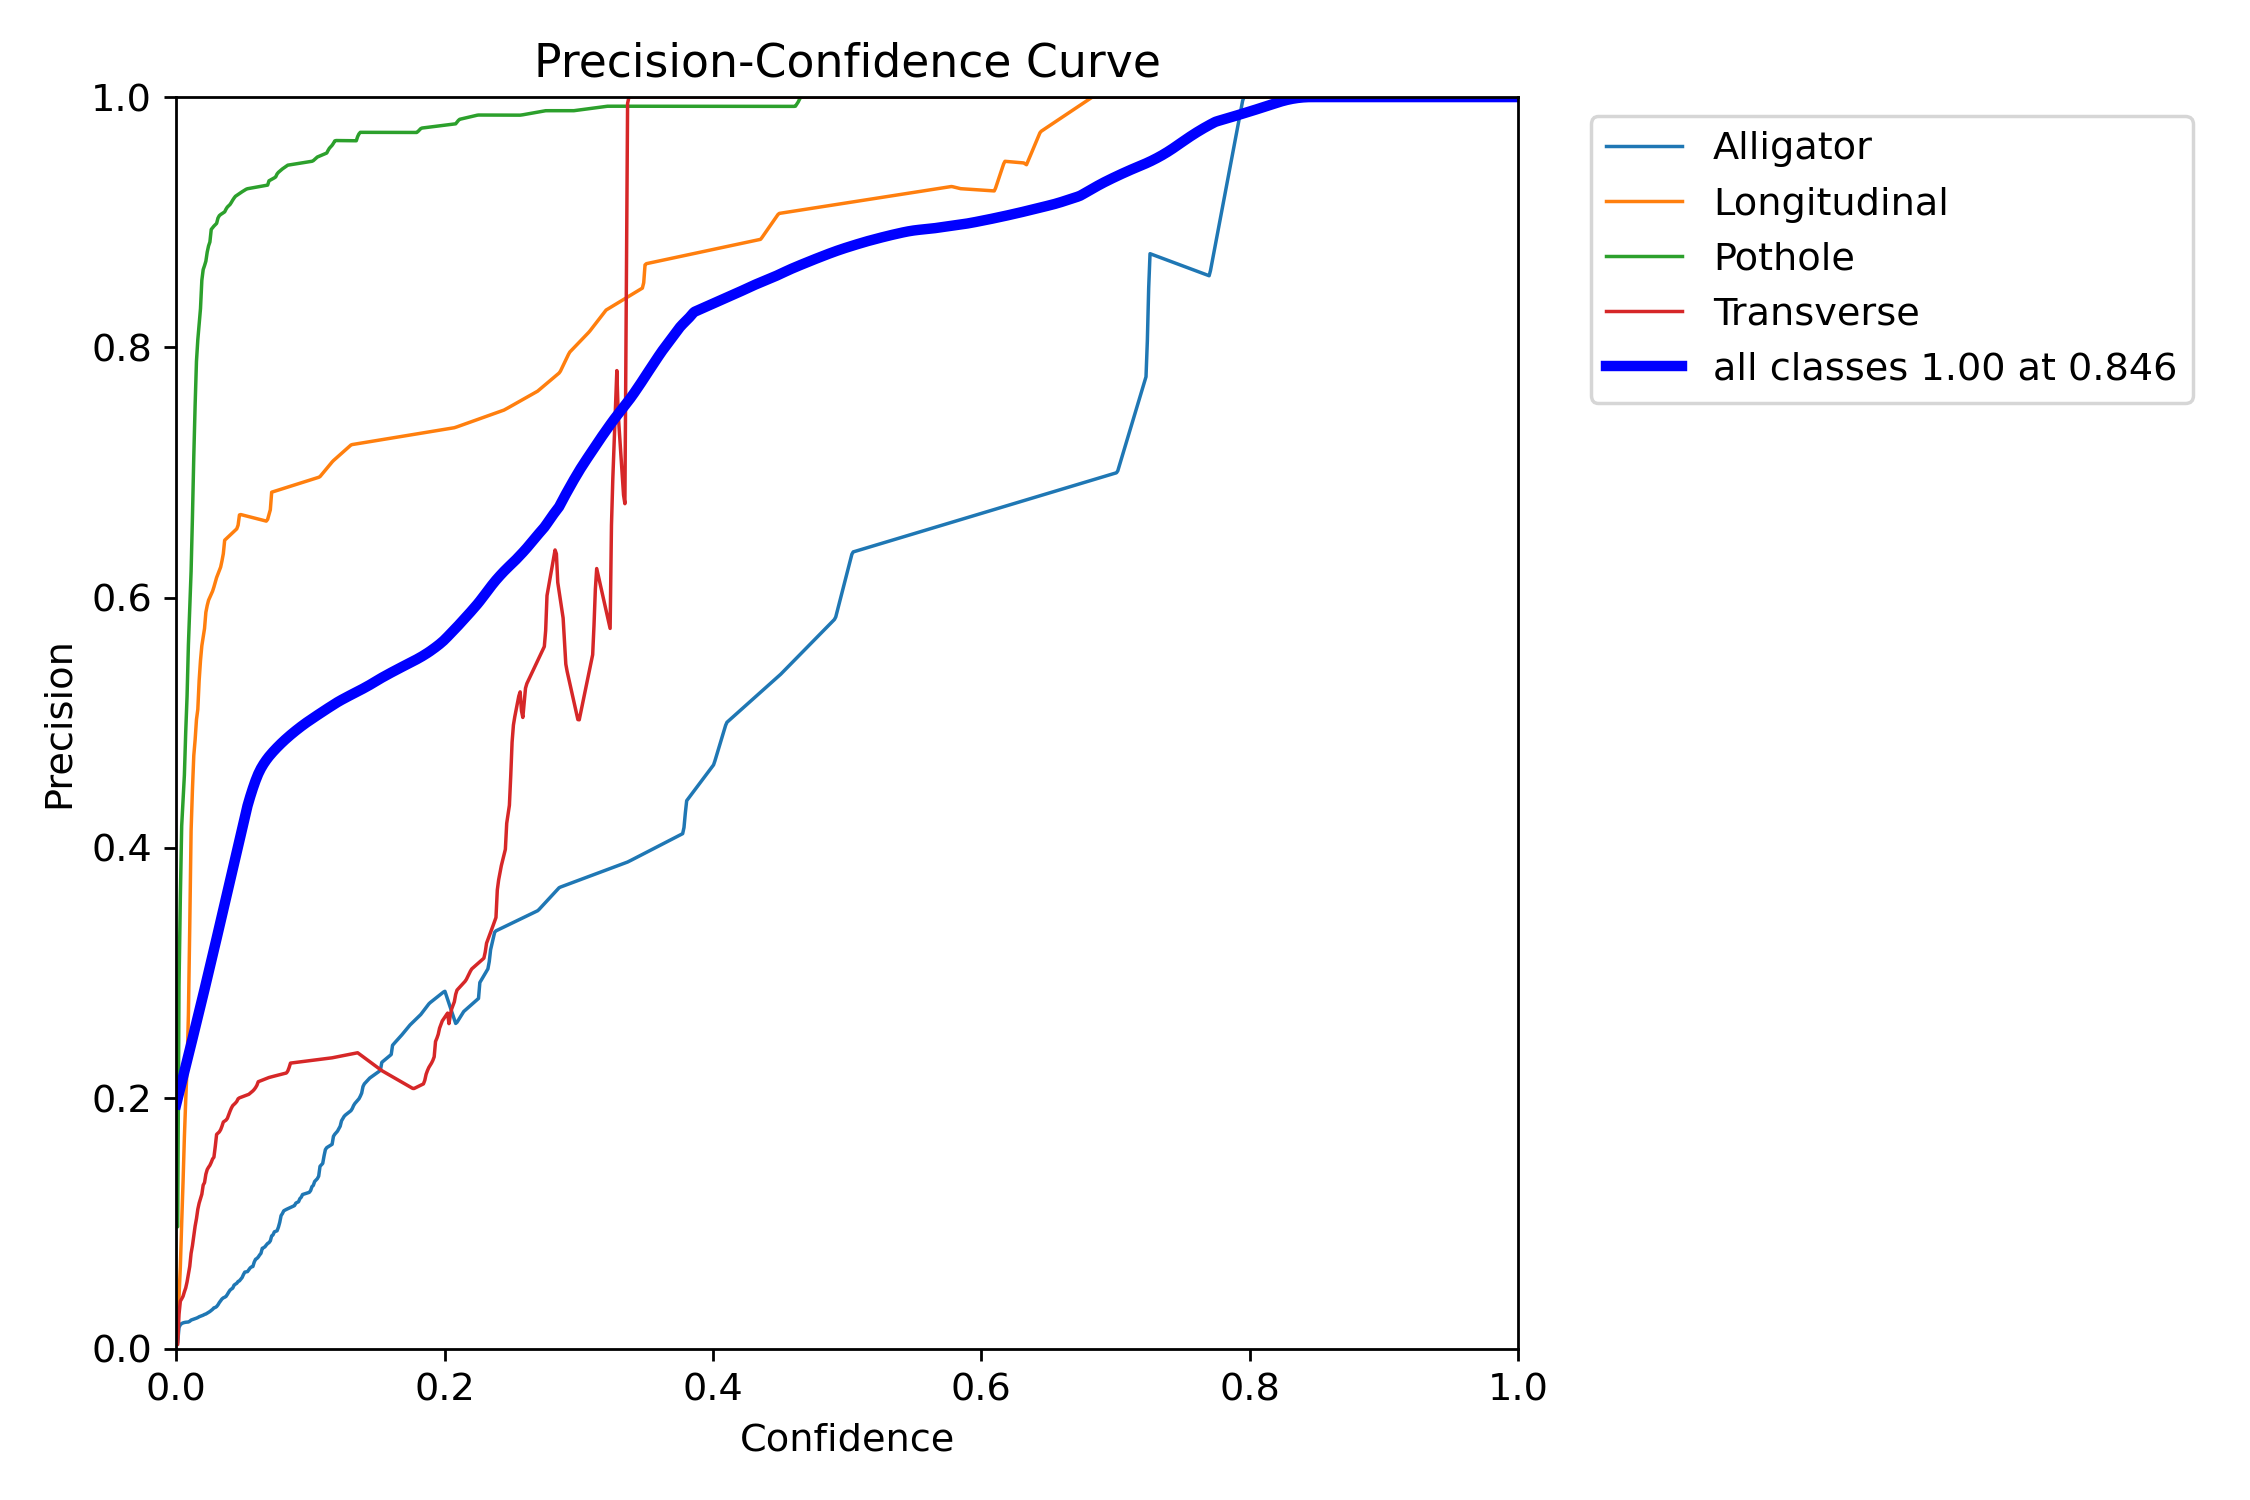 Precision-Confidence Curve
1.0
0.8
0.6
0.4
0.2
0.0
Precision
0.0 0.2 0.4 0.6 0.8 1.0
Confidence
Alligator
Longitudinal
Pothole
Transverse
all classes 1.00 at 0.846